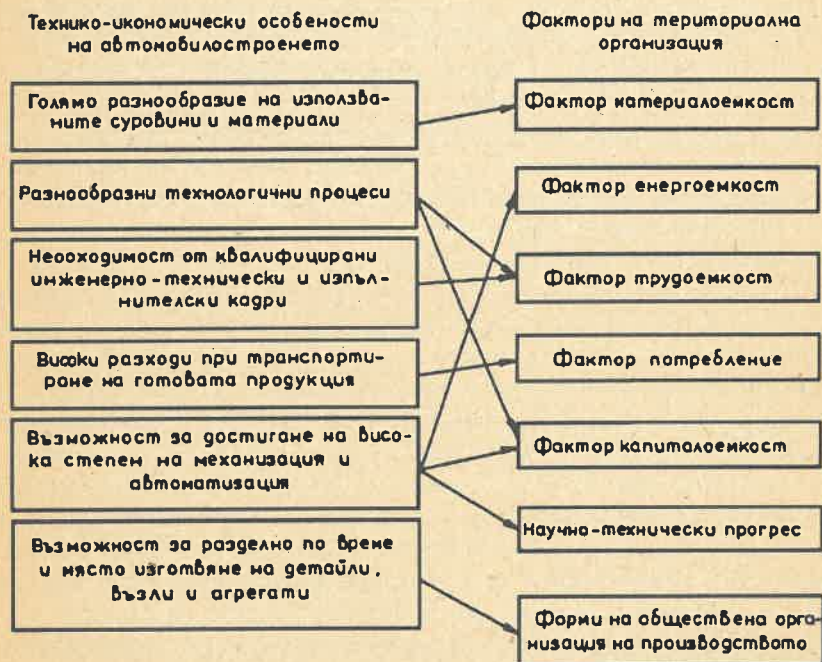 Технико-икономически особености
на автомобилостроенето
Голямо разнообразие на използва-
ните суровини и материали
Разнообразни технологични процеси
Неооходимост от квалифицирани
инженерно-технически и изпъл-
нителски кадри
Високи разходи при транспорти-
ране на готовата продукция
Възможност за достигане на висо-
ка степен на механизация и
автоматизация
Възможност за разделно по време
и място изготвяне на детайли,
възли и агрегати
Фактори на териториална
организация
Фактор материалоемкост
Фактор енергоемкост
Фактор трудоемкост
Фактор потребление
Фактор капиталоемкост
Научно-технически прогрес
Форми на обществена орга-
низация на производството